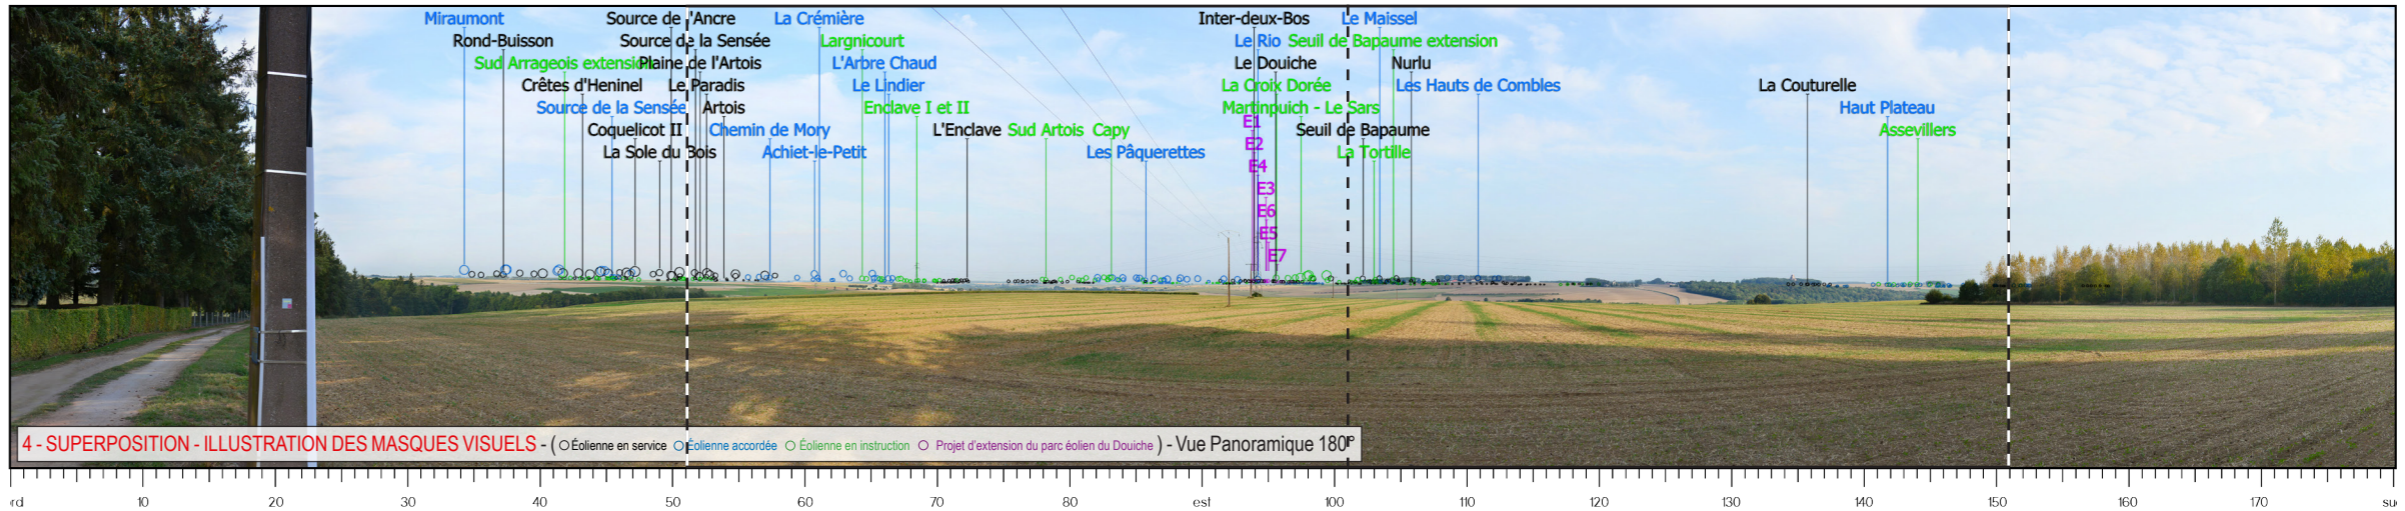 Miraumont Source de l'Ancre La Crémière Inter-deux-Bos Le Maissel
Rond-Buisson Source de la Sensée Largnicourt Le Rio Seuil de Bapaume extension
Sud Arrageois extension Plaine de l'Artois L'Arbre Chaud Le Douiche Nurlu
Crêtes d'Heninel Le Paradis Le Lindier La Croix Dorée Les Hauts de Combles La Couturelle
Source de la Sensée Artois Enclave I et II Martinpuich - Le Sars Haut Plateau
E1
Coquelicot II Chemin de Mory L'Enclave Sud Artois Capy Seuil de Bapaume Assevillers
E2
La Sole du Bois Achiet-le-Petit Les Pâquerettes La Tortille
E4
E3
E6
E5
E7
4 - SUPERPOSITION - ILLUSTRATION DES MASQUES VISUELS - ( Éolienne en service Éolienne accordée Éolienne en instruction Projet d'extension du parc éolien du Douiche ) - Vue Panoramique 180°
rd 10 20 30 40 50 60 70 80 est 100 110 120 130 140 150 160 170 su